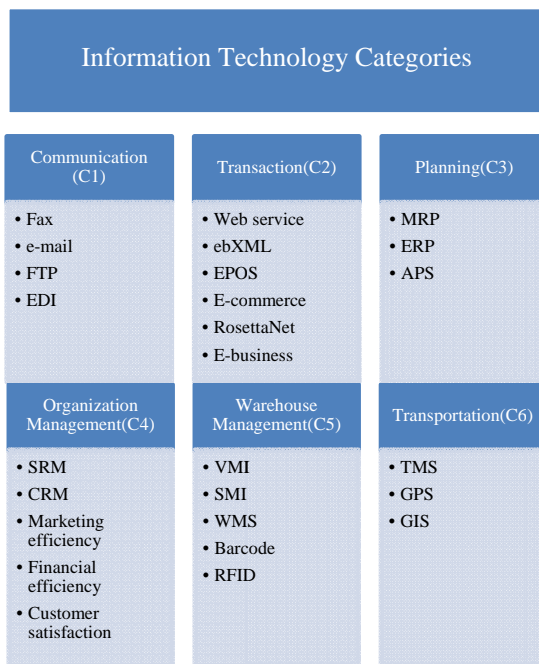 Information Technology Categories
Communication
(C1)
• Fax
• e-mail
• FTP
• EDI
Transaction(C2)
• Web service
• ebXML
• EPOS
• E-commerce
• RosettaNet
• E-business
Planning(C3)
• MRP
• ERP
• APS
Organization
Management(C4)
• SRM
• CRM
• Marketing
efficiency
• Financial
efficiency
• Customer
satisfaction
Warehouse
Management(C5)
• VMI
• SMI
• WMS
• Barcode
• RFID
Transportation(C6)
• TMS
• GPS
• GIS